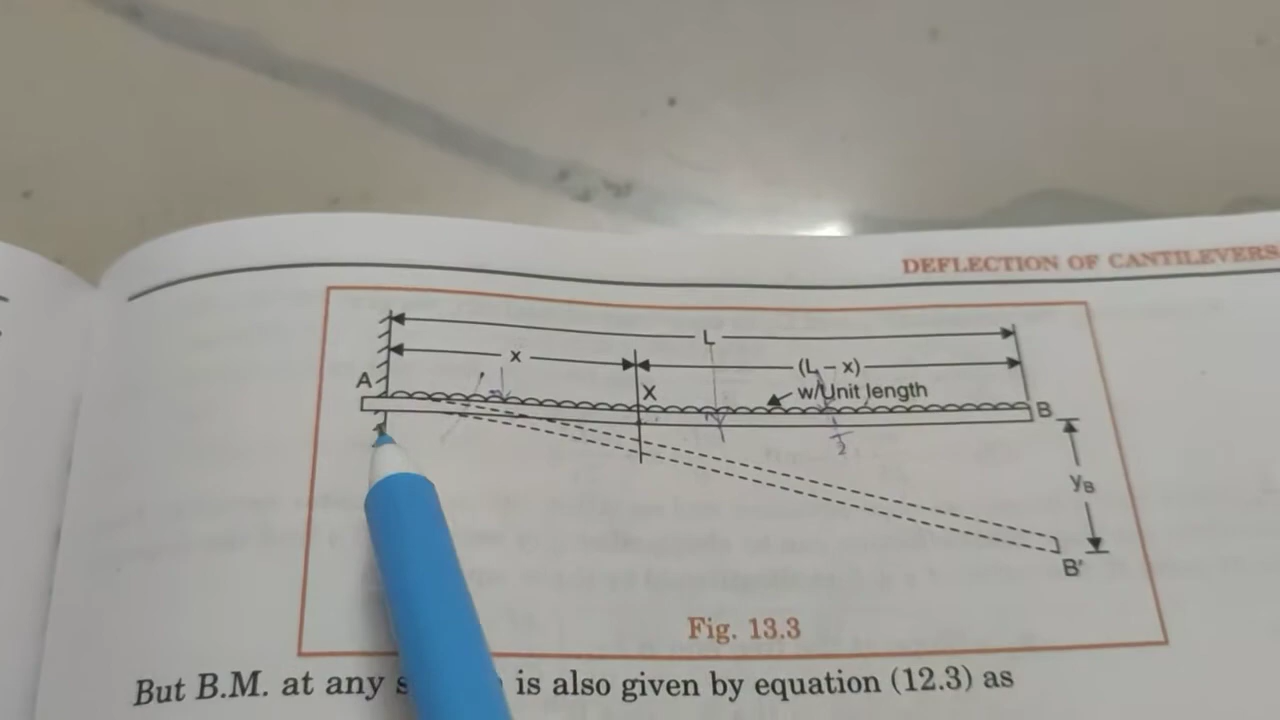 DEFLECTION OF CANTILEVERS
L
x
(L – x)
A
X
w/Unit length
B
2
yB
B'
Fig. 13.3
But B.M. at any s is also given by equation (12.3) as